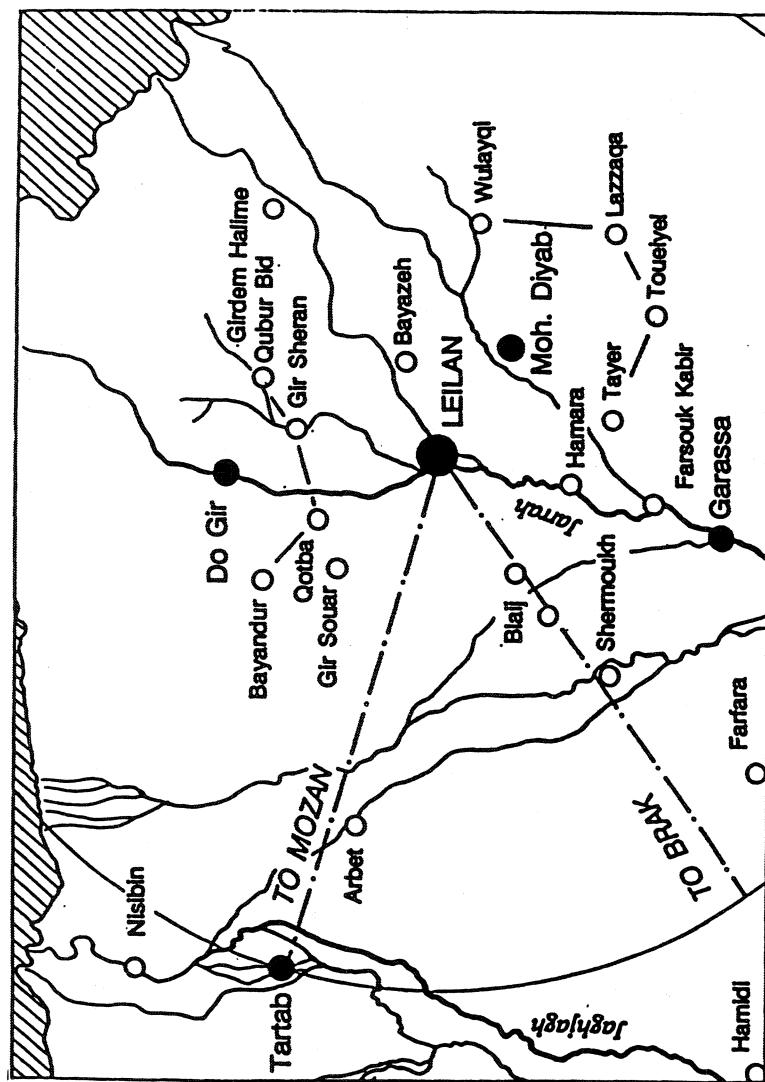 Girdem Halime
Qubur Bid
Gir Sheran
Wulayqi
Lazzaqa
Bayazeh
Moh. Diyab
Toueiyel
Tayer
LEILAN
Do Gir
Hamara
Farsouk Kabir
Jarrah
Garassa
Bayandur
Qotba
Gir Souar
Blaij
Shermoukh
Nisibin
TO MOZAN
Arbet
Farfara
TO BRAK
Tartab
Jaghjagh
Hamidi